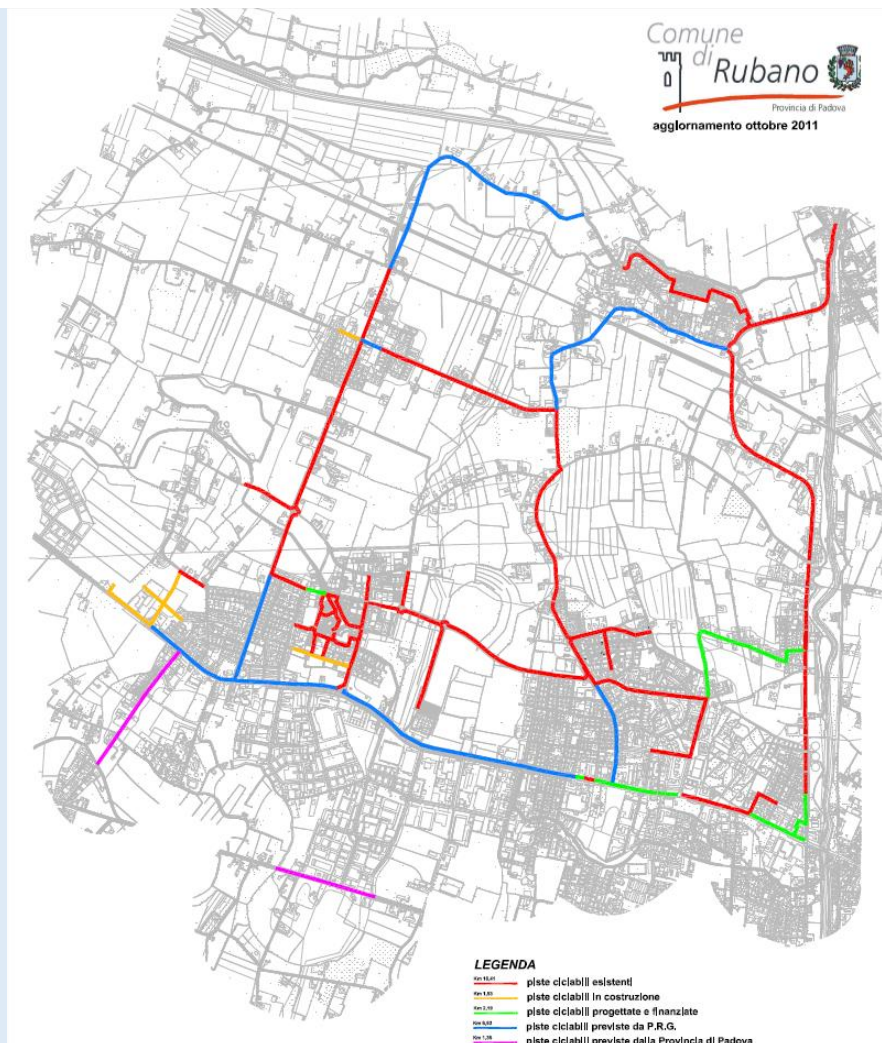 Comune
di
Rubano
Provincia di Padova
aggiornamento ottobre 2011
LEGENDA
piste ciclabili esistenti
piste ciclabili in costruzione
piste ciclabili progettate e finanziate
piste ciclabili previste da P.R.G.
piste ciclabili previste dalla Provincia di Padova